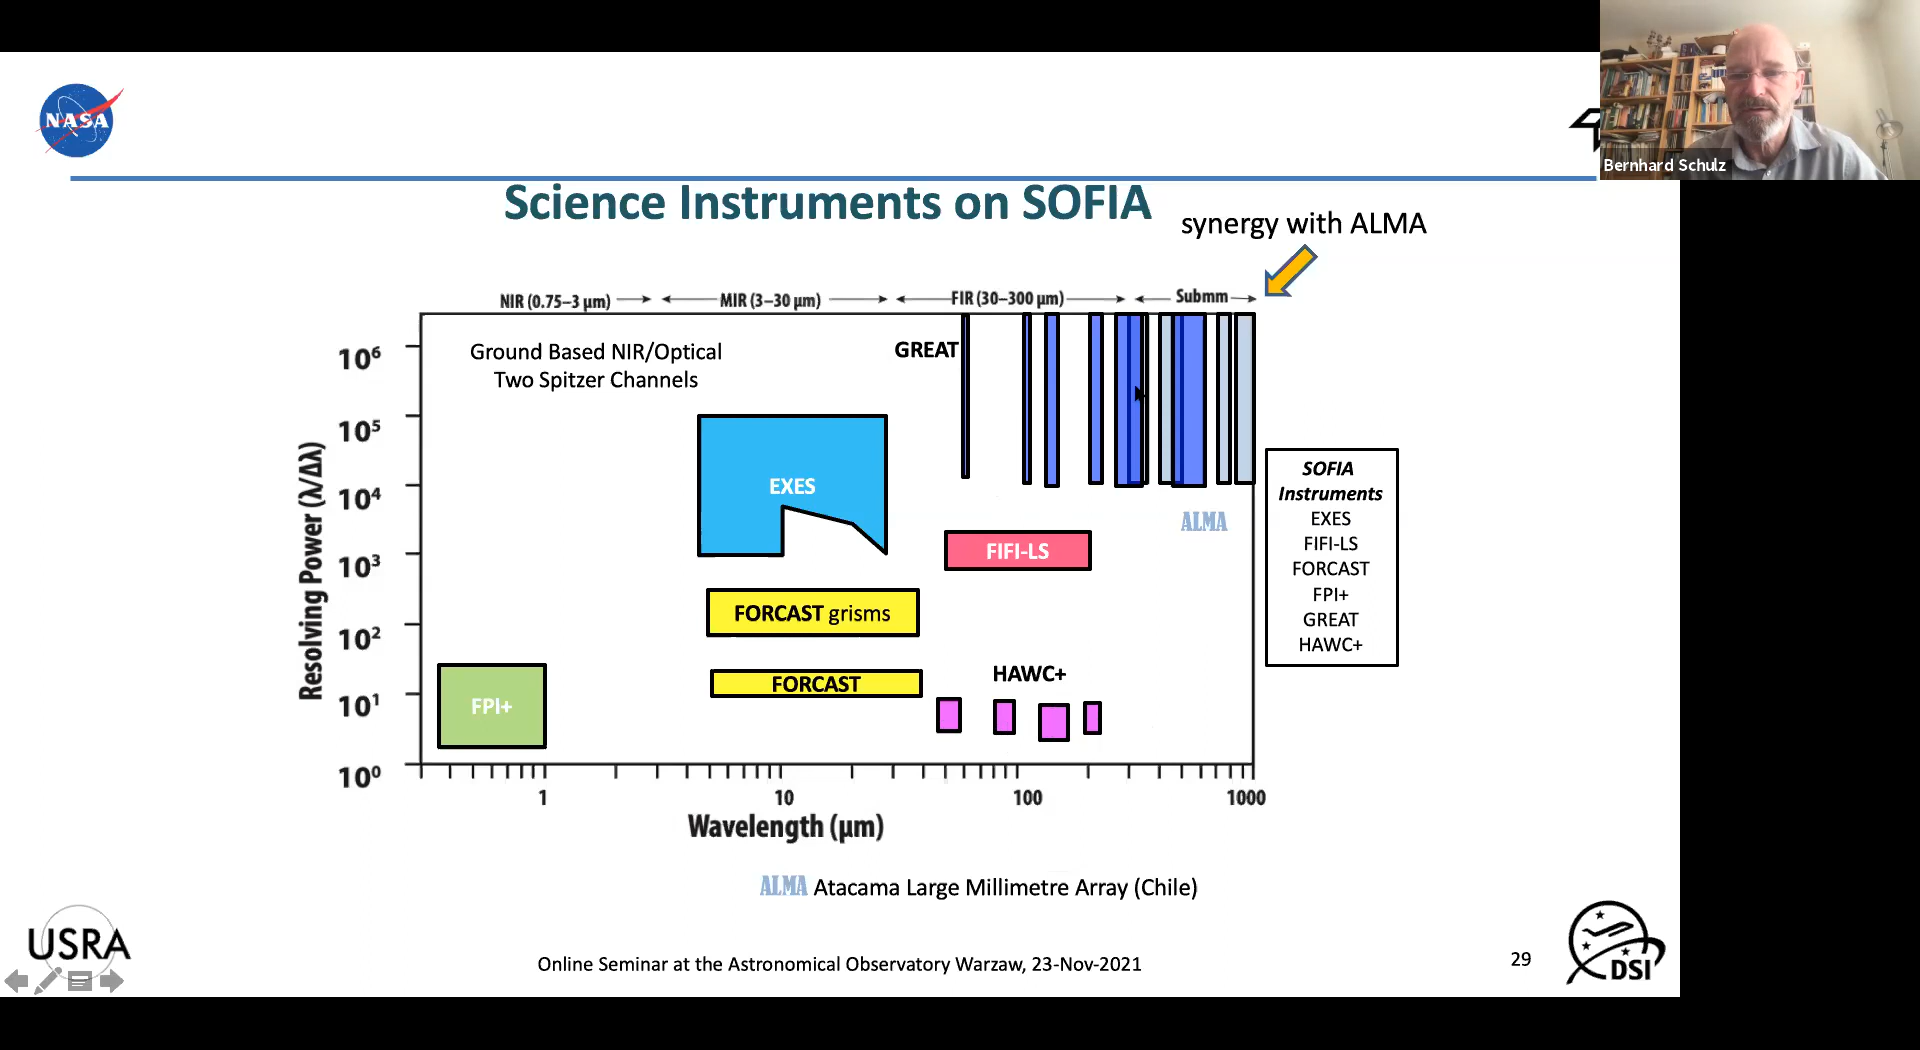 NASA
Bernhard Schulz
Science Instruments on SOFIA
synergy with ALMA
NIR (0.75–3 µm)
MIR (3–30 µm)
FIR (30–300 µm)
Submm
Ground Based NIR/Optical
Two Spitzer Channels
GREAT
EXES
ALMA
FIFI-LS
FORCAST grisms
FORCAST
HAWC+
FPI+
Resolving Power (λ/Δλ)
10⁶
10⁵
10⁴
10³
10²
10¹
10⁰
1
10
100
1000
Wavelength (µm)
SOFIA
Instruments
EXES
FIFI-LS
FORCAST
FPI+
GREAT
HAWC+
ALMA Atacama Large Millimetre Array (Chile)
USRA
Online Seminar at the Astronomical Observatory Warzaw, 23-Nov-2021
29
DSI